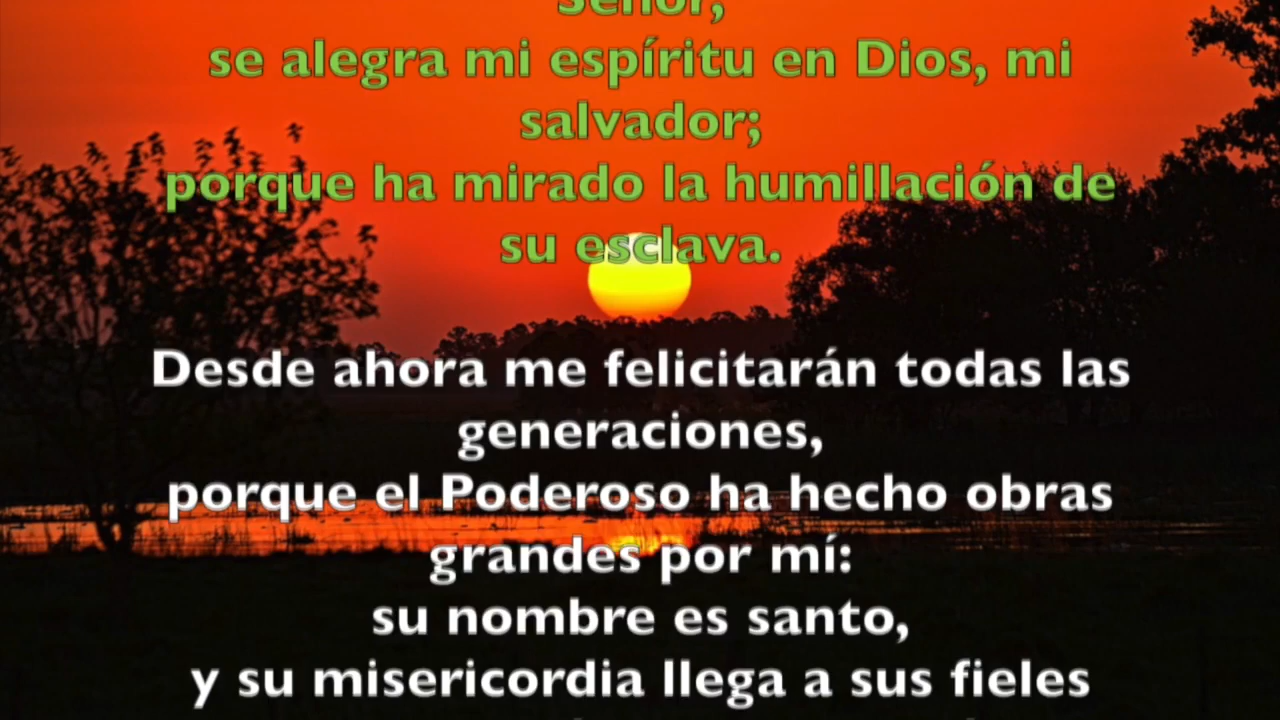 Señor,
se alegra mi espíritu en Dios, mi
salvador;
porque ha mirado la humillación de
su esclava.
Desde ahora me felicitarán todas las
generaciones,
porque el Poderoso ha hecho obras
grandes por mí:
su nombre es santo,
y su misericordia llega a sus fieles